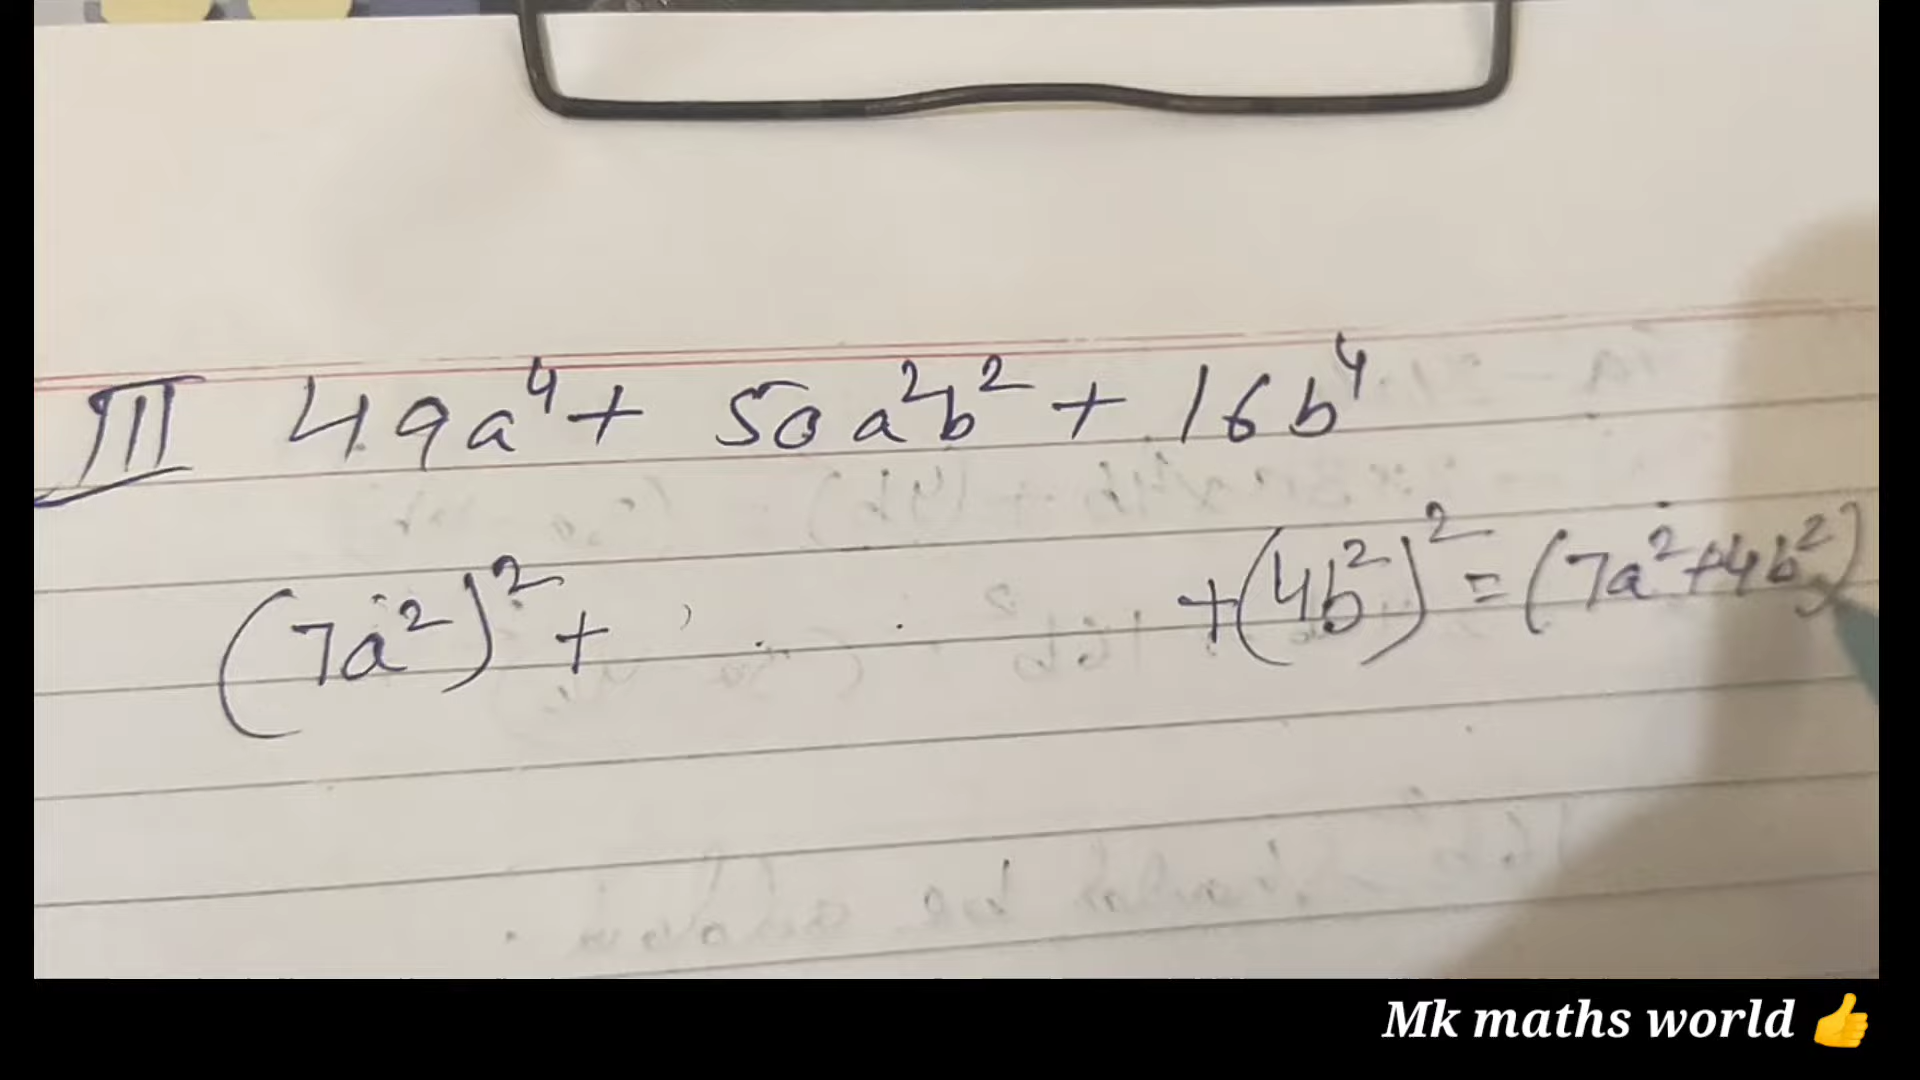 III 49a⁴ + 50a²b² + 16b⁴
(7a²)² + +(4b²)² = (7a²+4b²)
Mk maths world 👍